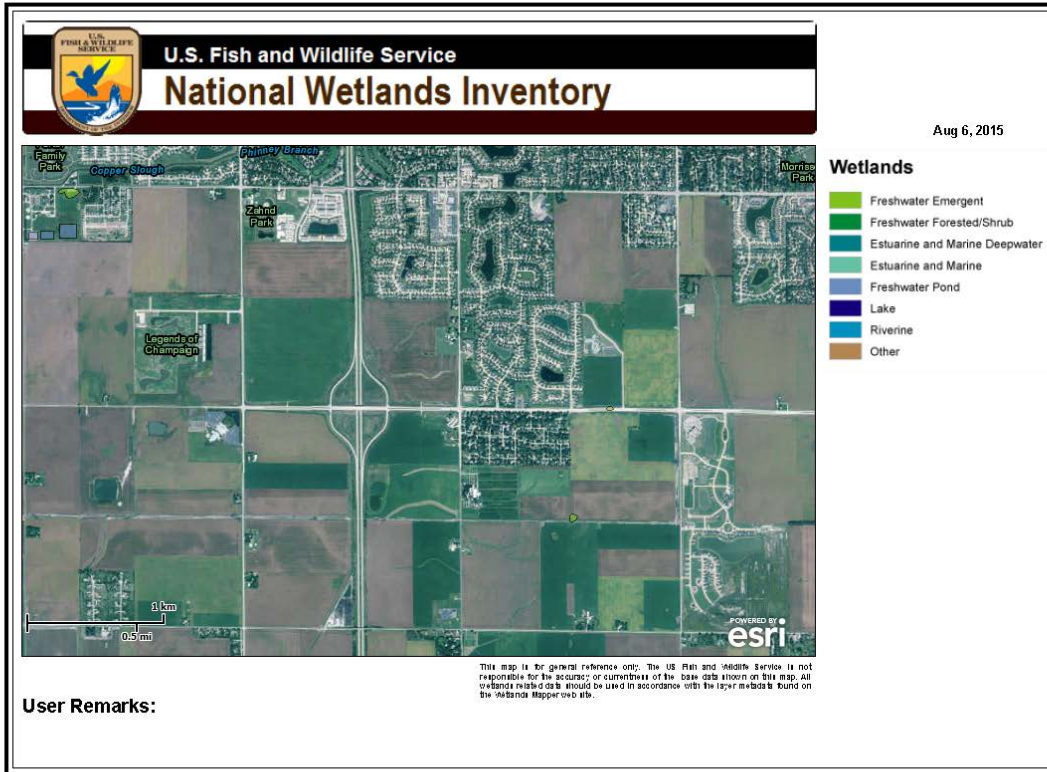 U.S.
FISH & WILDLIFE
SERVICE
DEPARTMENT OF THE INTERIOR
U.S. Fish and Wildlife Service
National Wetlands Inventory
Aug 6, 2015
Family
Park
Copper Slough
Phinney Branch
Morriss
Park
Zahnd
Park
Legends of
Champaign
1 km
0.5 mi
POWERED BY
esri
Wetlands
Freshwater Emergent
Freshwater Forested/Shrub
Estuarine and Marine Deepwater
Estuarine and Marine
Freshwater Pond
Lake
Riverine
Other
This map is for general reference only. The US Fish and Wildlife Service is not
responsible for the accuracy or currentness of the base data shown on this map. All
wetlands related data should be used in accordance with the layer metadata found on
the Wetlands Mapper web site.
User Remarks: